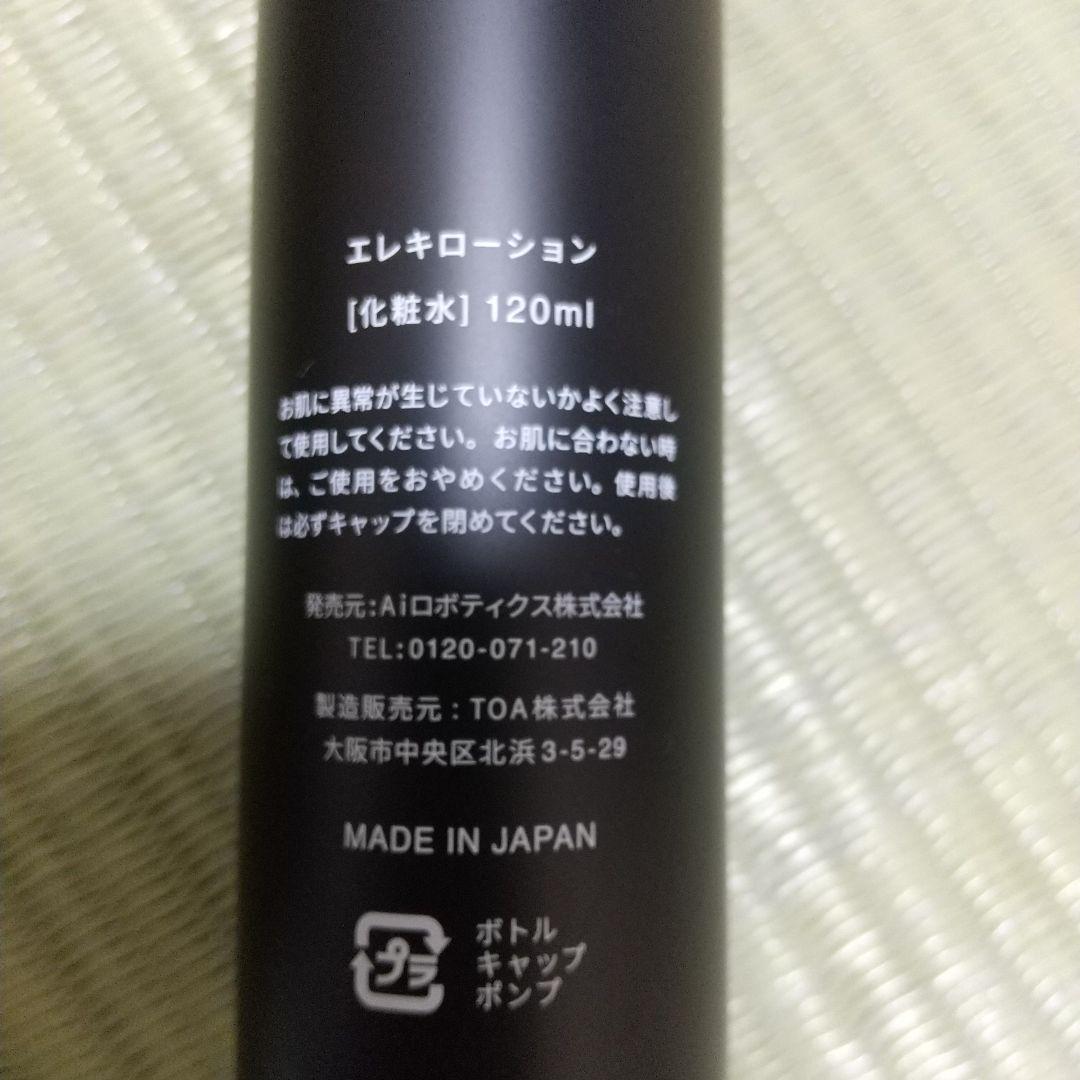 エレキローション
[化粧水] 120ml
お肌に異常が生じていないかよく注意し
て使用してください。お肌に合わない時
は、ご使用をおやめください。使用後
は必ずキャップを閉めてください。
発売元:Aiロボティクス株式会社
TEL:0120-071-210
製造販売元:TOA株式会社
大阪市中央区北浜3-5-29
MADE IN JAPAN
プラ
ボトル
キャップ
ポンプ